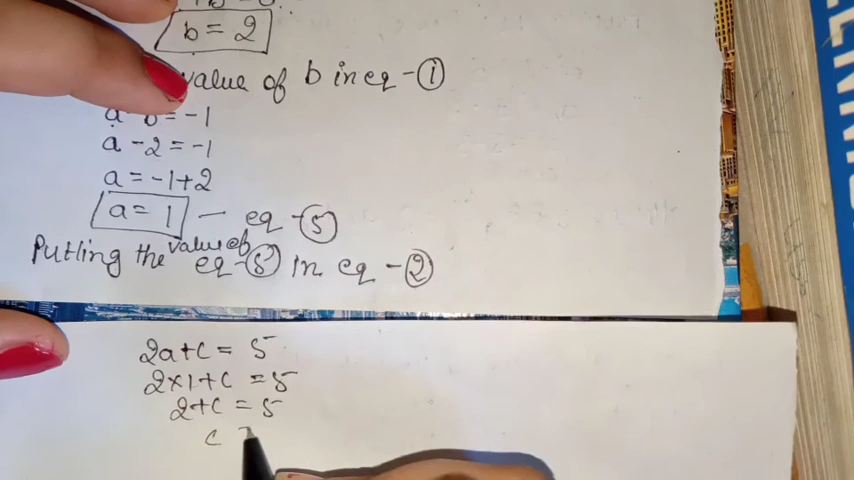 b = 2
value of b in eq - ①
a - b = -1
a - 2 = -1
a = -1+2
a = 1 — eq - ⑤
Putting the value of eq - ⑤ in eq - ②
2a + c = 5
2×1 + c = 5
2 + c = 5
c